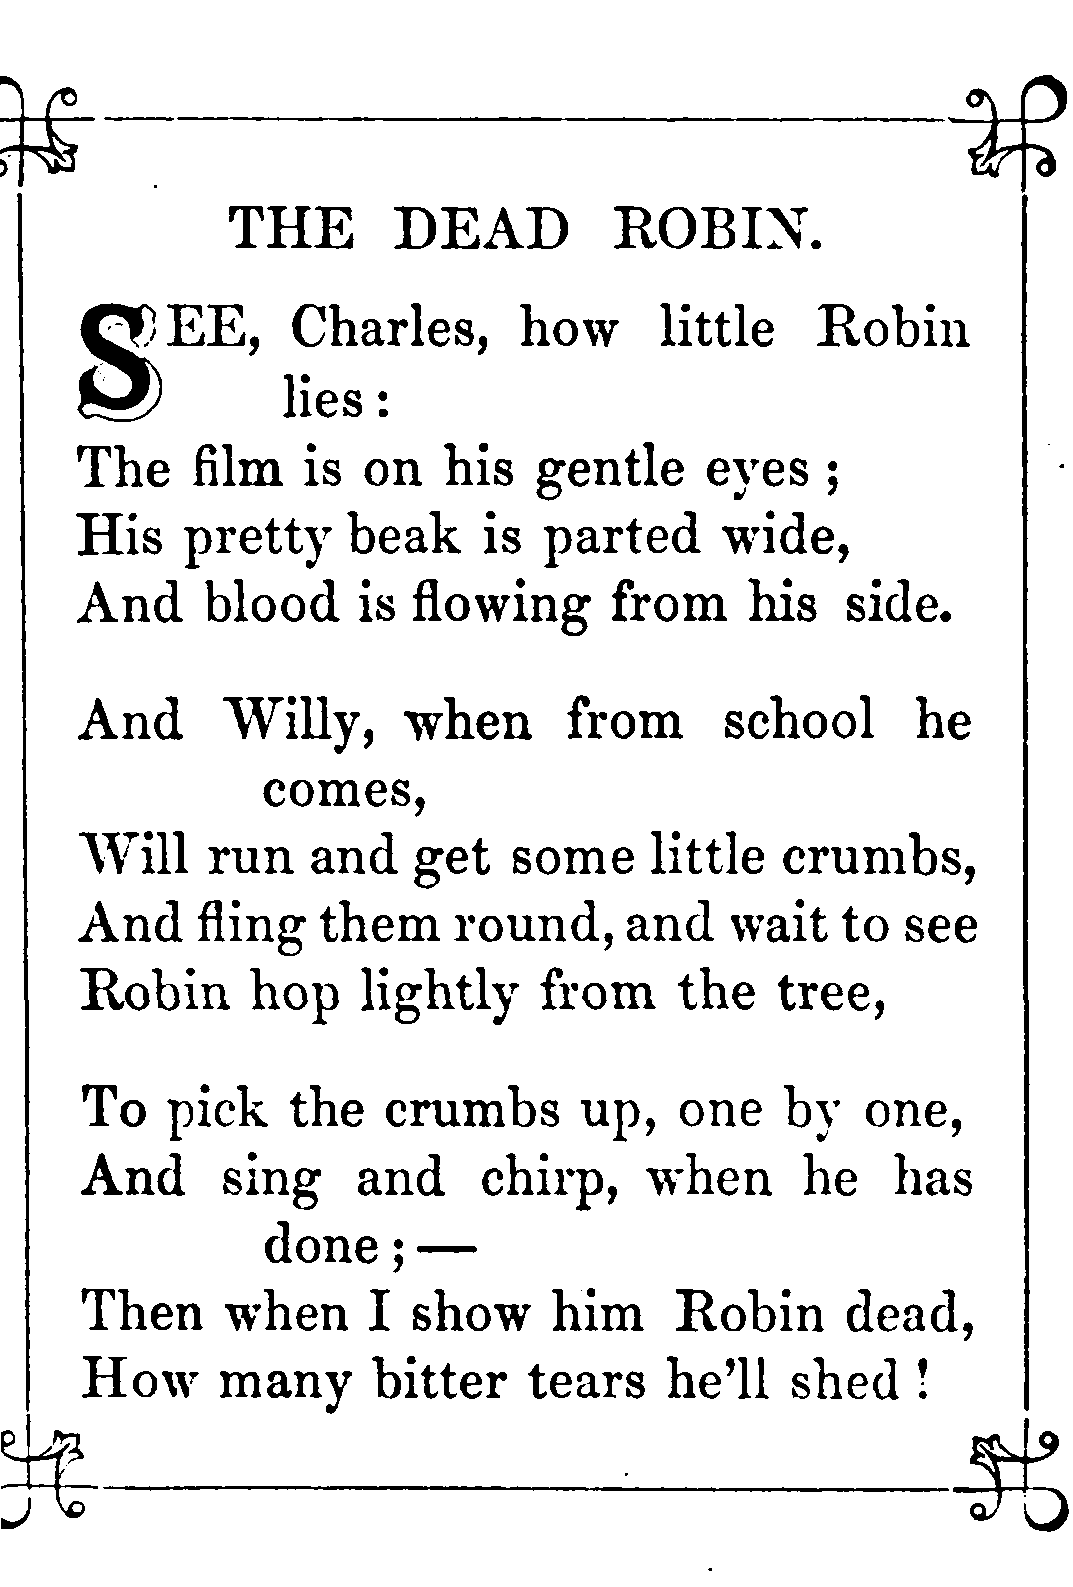 THE DEAD ROBIN.
SEE, Charles, how little Robin
lies :
The film is on his gentle eyes ;
His pretty beak is parted wide,
And blood is flowing from his side.
And Willy, when from school he
comes,
Will run and get some little crumbs,
And fling them round, and wait to see
Robin hop lightly from the tree,
To pick the crumbs up, one by one,
And sing and chirp, when he has
done ; —
Then when I show him Robin dead,
How many bitter tears he'll shed !